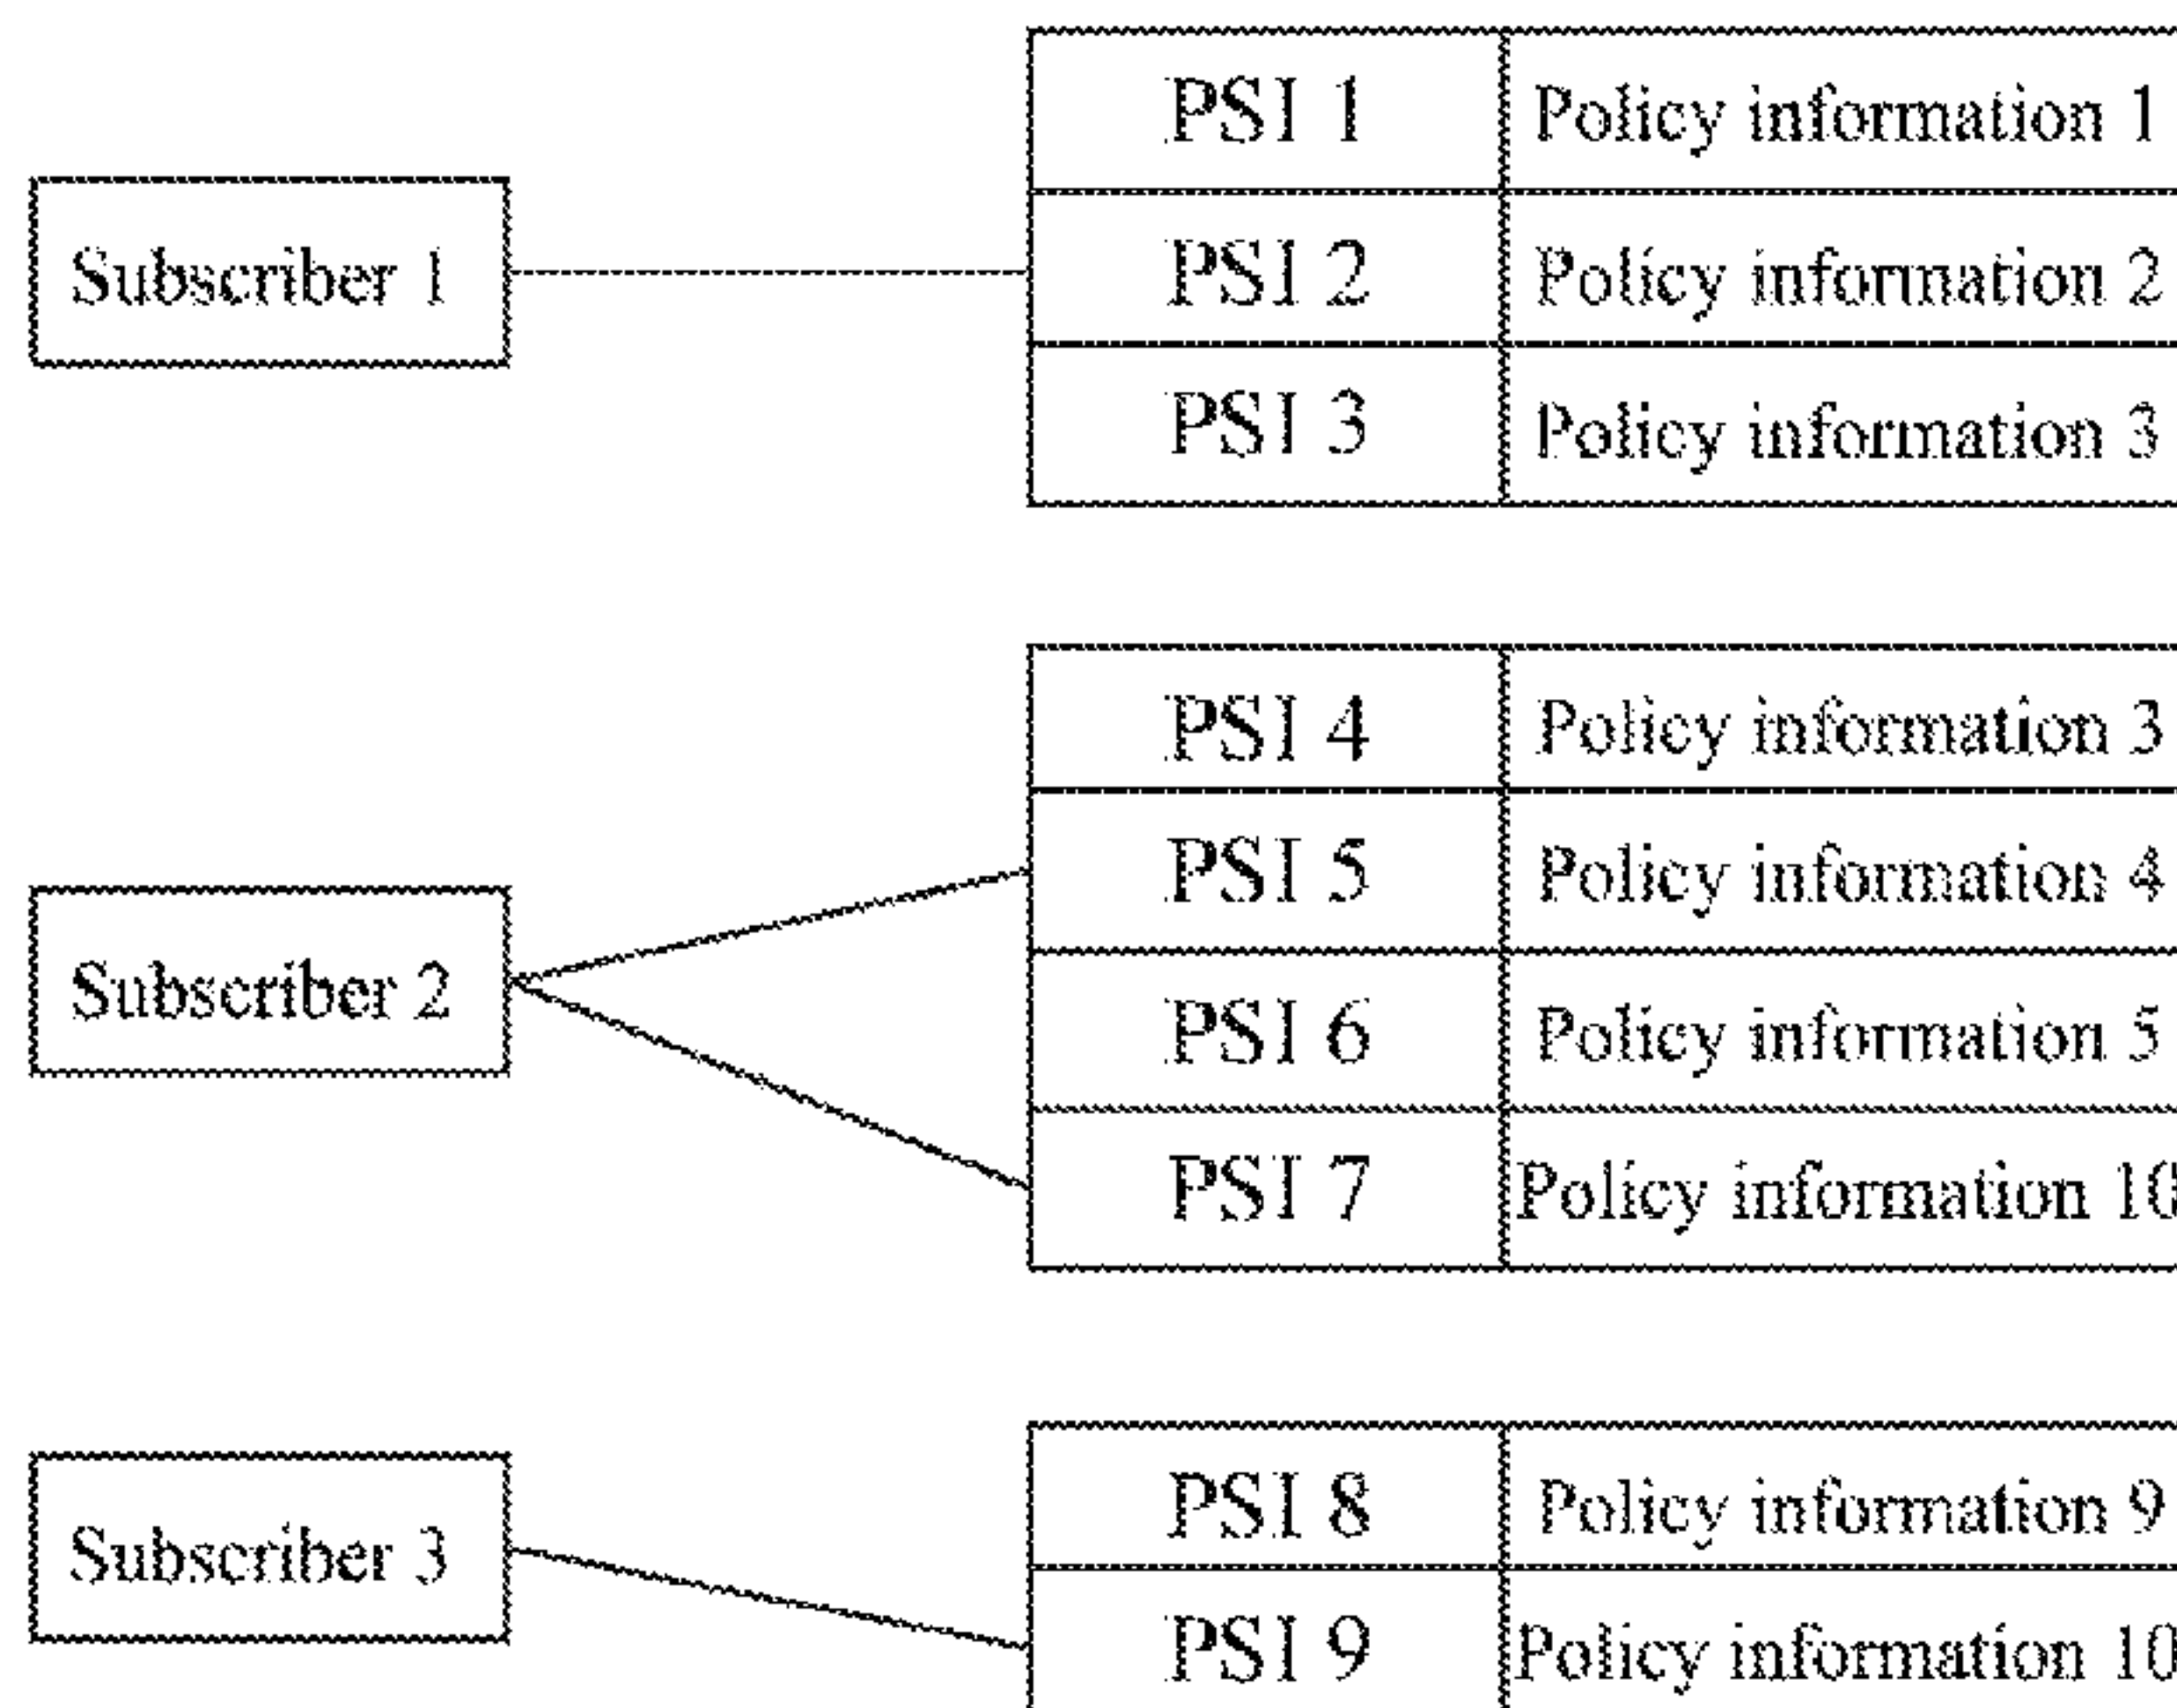 PSI 1 Policy information 1
Subscriber 1
PSI 2 Policy information 2
PSI 3 Policy information 3
PSI 4 Policy information 3
PSI 5 Policy information 4
Subscriber 2
PSI 6 Policy information 5
PSI 7 Policy information 10
PSI 8 Policy information 9
Subscriber 3
PSI 9 Policy information 10